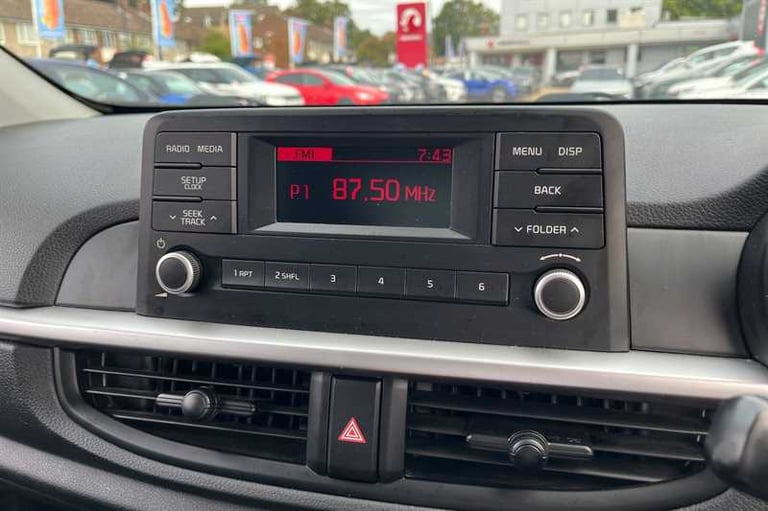 RADIO MEDIA
SETUP
CLOCK
SEEK
TRACK
FM1 7:43
P1 87.50 MHz
MENU DISP
BACK
FOLDER
1 RPT 2 SHFL 3 4 5 6